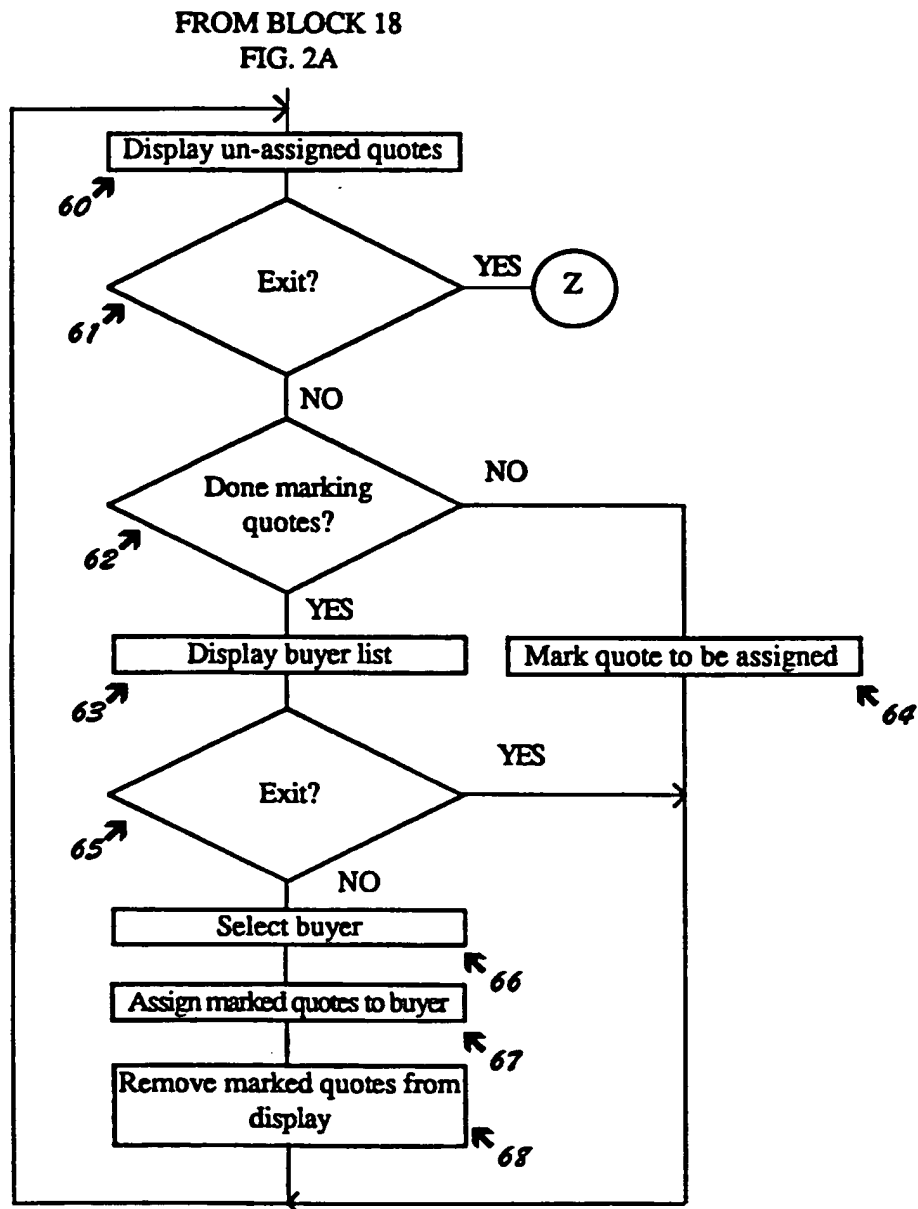 FROM BLOCK 18
FIG. 2A
Display un-assigned quotes
60
Exit?
YES
Z
61
NO
Done marking
quotes?
NO
62
YES
Display buyer list
Mark quote to be assigned
63
64
Exit?
YES
65
NO
Select buyer
66
Assign marked quotes to buyer
67
Remove marked quotes from
display
68